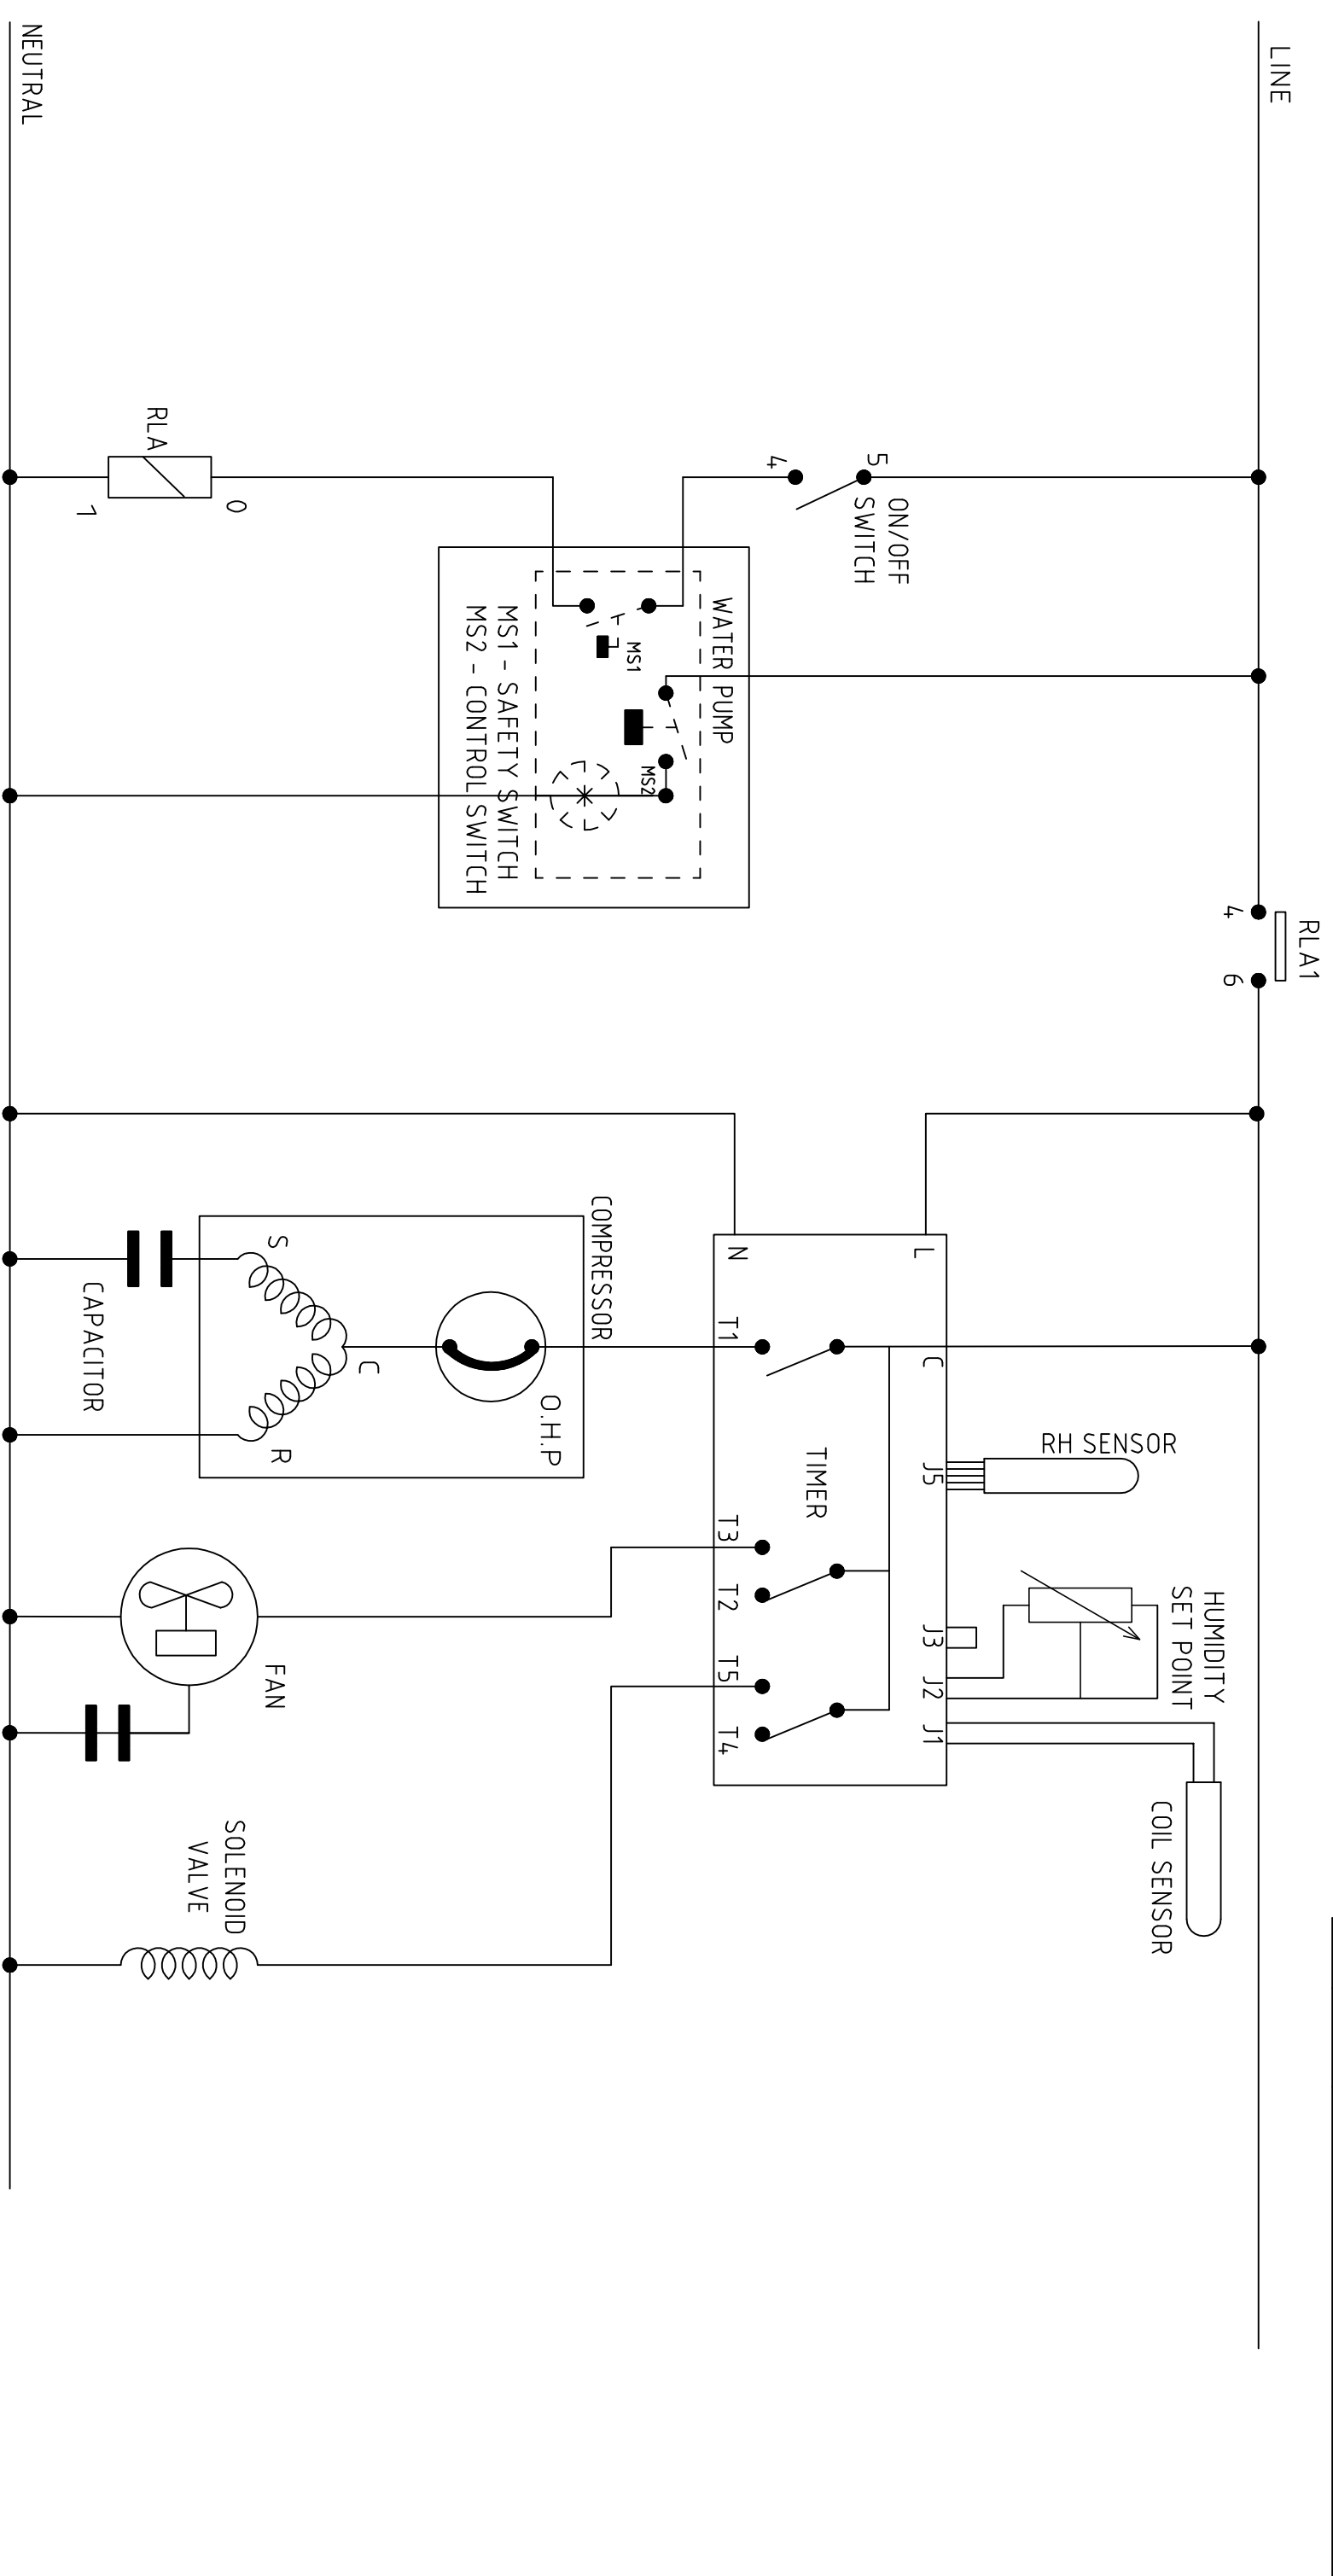 LINE
NEUTRAL
RLA1
4
6
5
4
ON/OFF
SWITCH
WATER PUMP
MS1
MS2
MS1 - SAFETY SWITCH
MS2 - CONTROL SWITCH
RLA
0
1
L
N
C
J5
J3
J2
J1
TIMER
T1
T3
T2
T5
T4
RH SENSOR
HUMIDITY
SET POINT
COIL SENSOR
COMPRESSOR
O.H.P
C
S
R
CAPACITOR
FAN
SOLENOID
VALVE